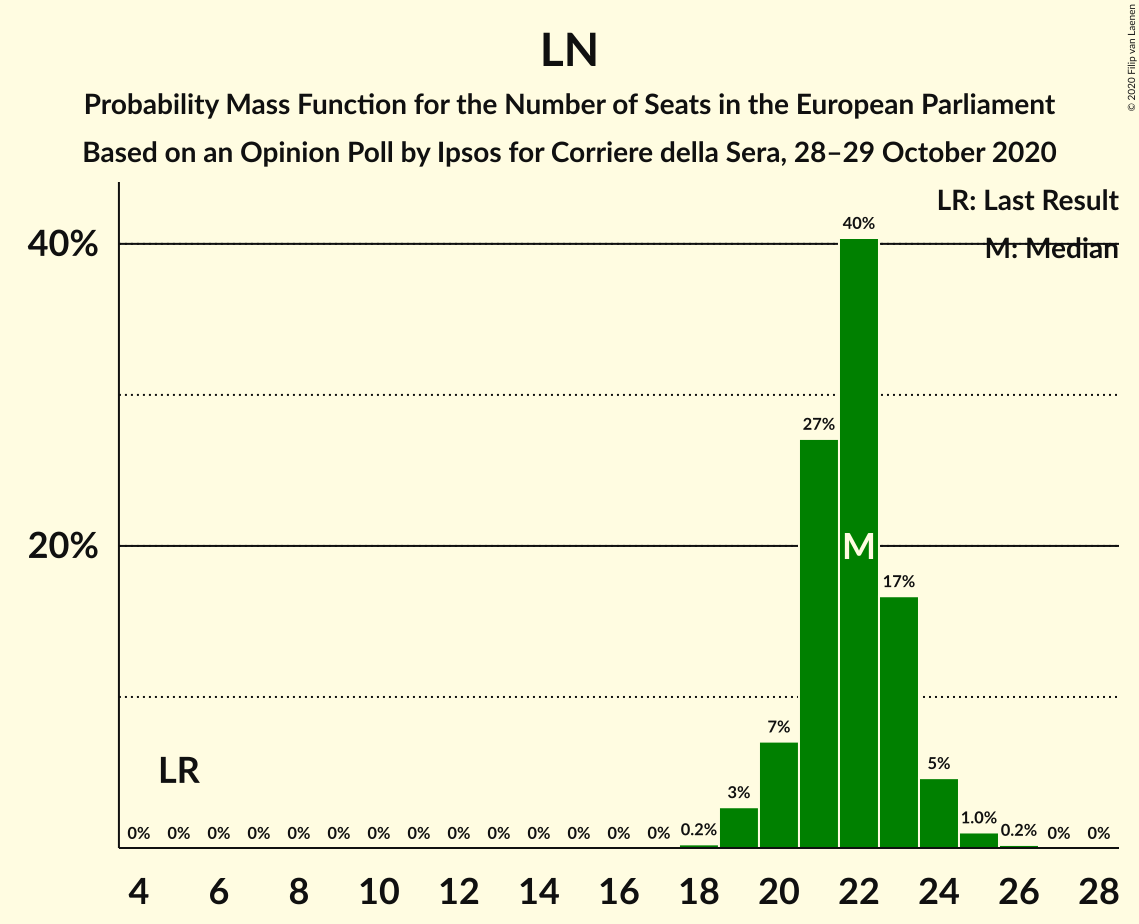 LN
Probability Mass Function for the Number of Seats in the European Parliament
Based on an Opinion Poll by Ipsos for Corriere della Sera, 28–29 October 2020
© 2020 Filip van Laenen
LR: Last Result
M: Median
40%
20%
40%
27%
M
17%
7%
5%
3%
1.0%
LR
0% 0% 0% 0% 0% 0% 0% 0% 0% 0% 0% 0% 0% 0% 0.2% 0.2% 0% 0%
4 6 8 10 12 14 16 18 20 22 24 26 28